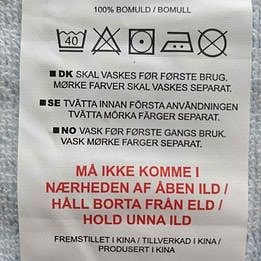 100% BOMULD / BOMULL
40
■ DK SKAL VASKES FØR FØRSTE BRUG.
MØRKE FARVER SKAL VASKES SEPARAT.
■ SE TVÄTTA INNAN FÖRSTA ANVÄNDNINGEN
TVÄTTA MÖRKA FÄRGER SEPARAT.
■ NO VASK FØR FØRSTE GANGS BRUK.
VASK MØRKE FARGER SEPARAT.
MÅ IKKE KOMME I
NÆRHEDEN AF ÅBEN ILD /
HÅLL BORTA FRÅN ELD /
HOLD UNNA ILD
FREMSTILLET I KINA / TILLVERKAD I KINA /
PRODUSERT I KINA